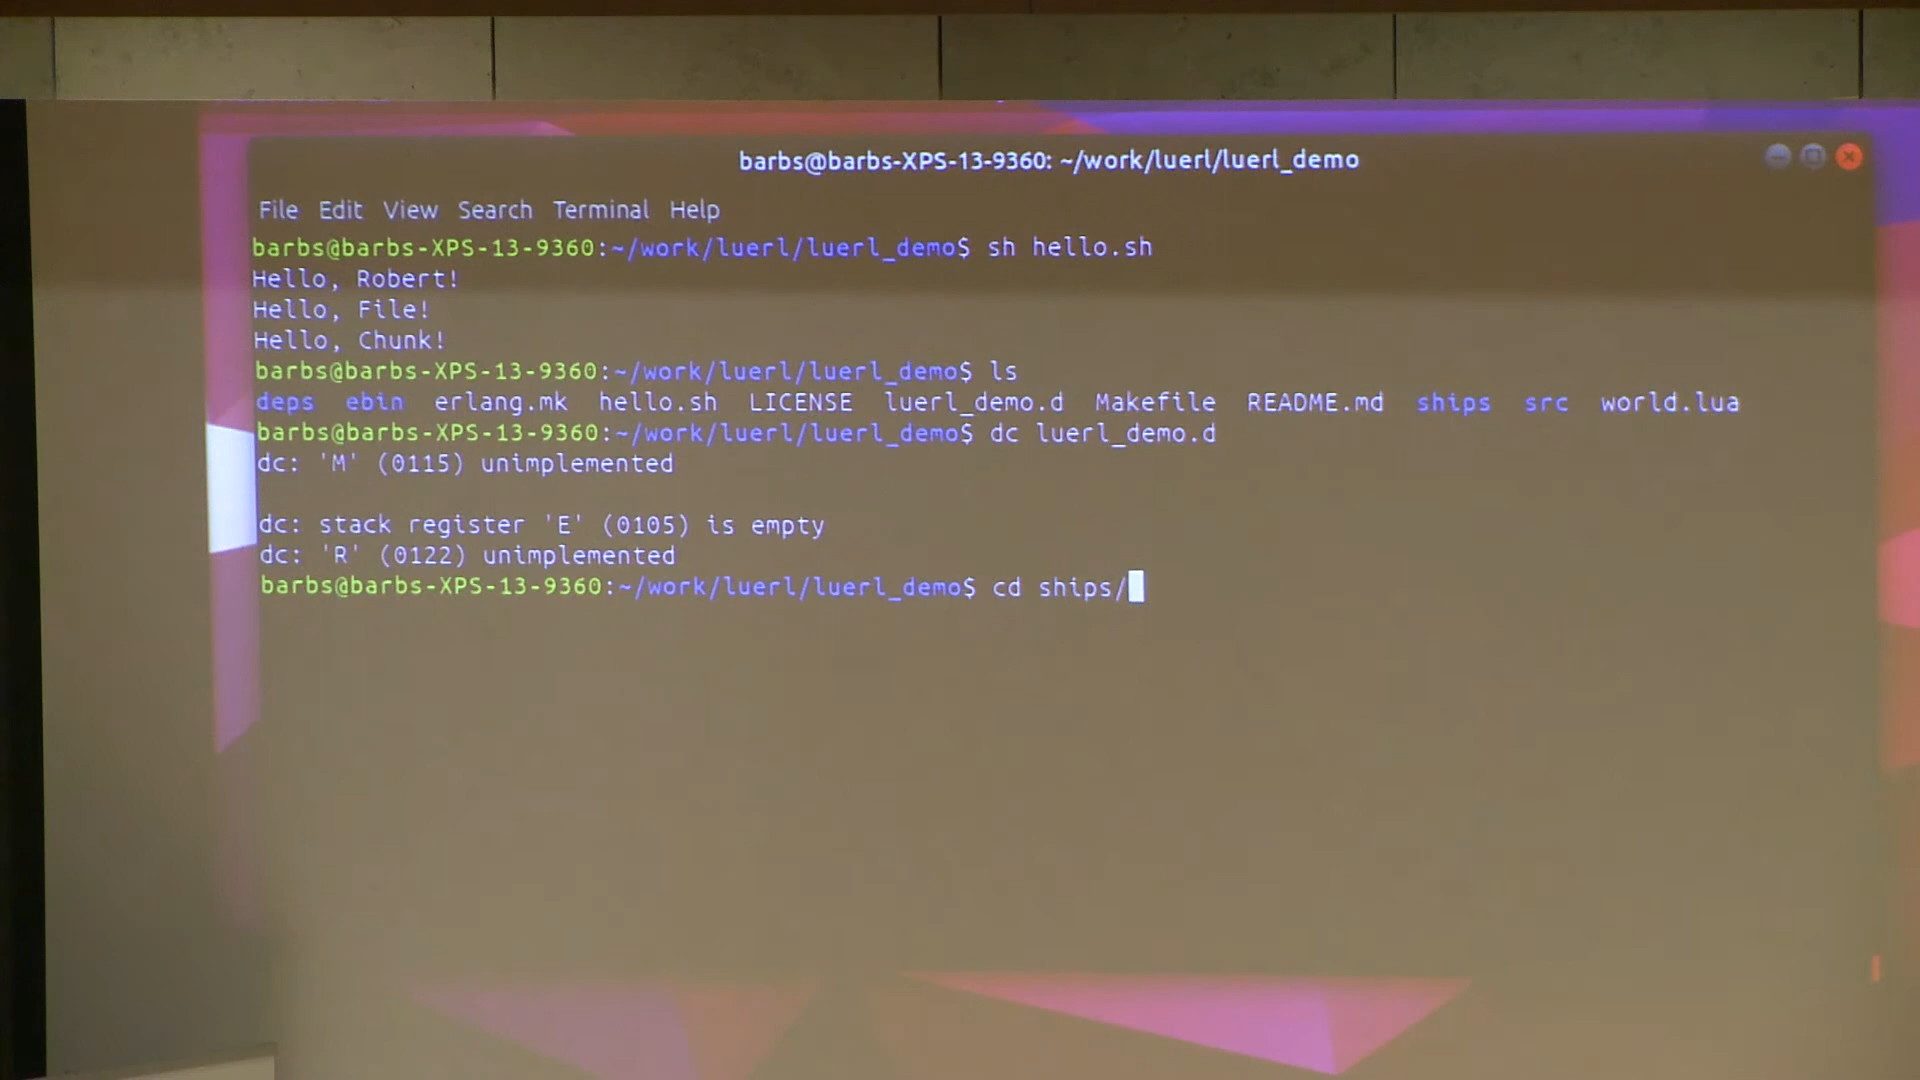 barbs@barbs-XPS-13-9360: ~/work/luerl/luerl_demo
File Edit View Search Terminal Help
barbs@barbs-XPS-13-9360:~/work/luerl/luerl_demo$ sh hello.sh
Hello, Robert!
Hello, File!
Hello, Chunk!
barbs@barbs-XPS-13-9360:~/work/luerl/luerl_demo$ ls
deps ebin erlang.mk hello.sh LICENSE luerl_demo.d Makefile README.md ships src world.lua
barbs@barbs-XPS-13-9360:~/work/luerl/luerl_demo$ dc luerl_demo.d
dc: 'M' (0115) unimplemented
dc: stack register 'E' (0105) is empty
dc: 'R' (0122) unimplemented
barbs@barbs-XPS-13-9360:~/work/luerl/luerl_demo$ cd ships/